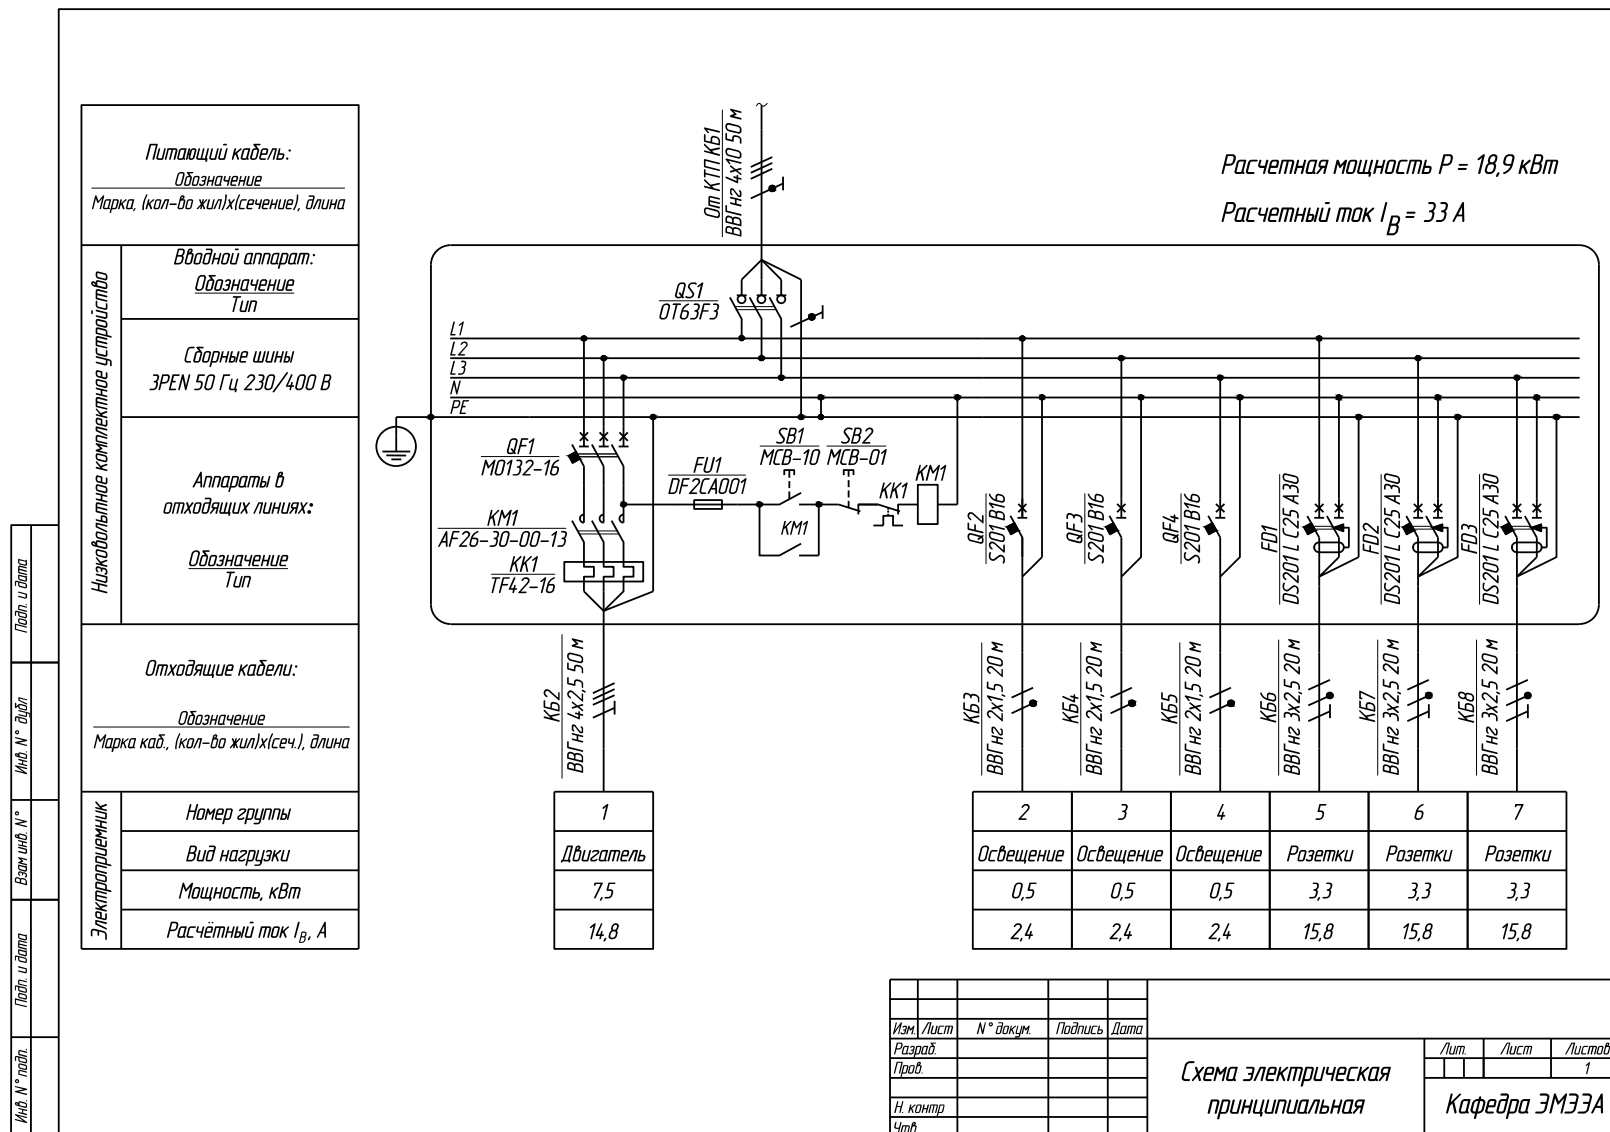 Питающий кабель:
Обозначение
Марка, (кол-во жил)х(сечение), длина
Низковольтное комплектное устройство
Вводной аппарат:
Обозначение
Тип
Сборные шины
3PEN 50 Гц 230/400 В
Аппараты в
отходящих линиях:
Обозначение
Тип
Отходящие кабели:
Обозначение
Марка каб., (кол-во жил)х(сеч.), длина
Электроприемник
Номер группы
Вид нагрузки
Мощность, кВт
Расчётный ток I_B, А
От КТП КБ1
ВВГнг 4х10 50 м
Расчетная мощность P = 18,9 кВт
Расчетный ток I_B = 33 А
QS1
OT63F3
L1
L2
L3
N
PE
QF1
MO132-16
KM1
AF26-30-00-13
KK1
TF42-16
FU1
DF2CA001
SB1
MCB-10
SB2
MCB-01
KM1
KK1
KM1
QF2
S201 B16
QF3
S201 B16
QF4
S201 B16
FD1
DS201 L C25 A30
FD2
DS201 L C25 A30
FD3
DS201 L C25 A30
КБ2
ВВГнг 4х2,5 50 м
КБ3
ВВГнг 2х1,5 20 м
КБ4
ВВГнг 2х1,5 20 м
КБ5
ВВГнг 2х1,5 20 м
КБ6
ВВГнг 3х2,5 20 м
КБ7
ВВГнг 3х2,5 20 м
КБ8
ВВГнг 3х2,5 20 м
1 2 3 4 5 6 7
Двигатель Освещение Освещение Освещение Розетки Розетки Розетки
7,5 0,5 0,5 0,5 3,3 3,3 3,3
14,8 2,4 2,4 2,4 15,8 15,8 15,8
Подп. и дата
Инв. N° дубл
Взам инв. N°
Подп. и дата
Инв. N° подп.
Изм. Лист N° докум. Подпись Дата
Разраб.
Пров.
Н. контр
Утв.
Схема электрическая
принципиальная
Лит. Лист Листов
1
Кафедра ЭМЭЭА